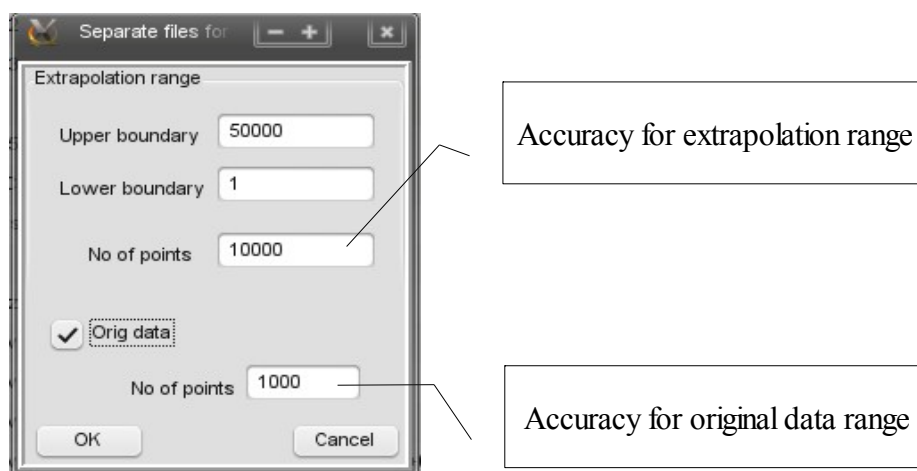 Separate files for
Extrapolation range
Upper boundary 50000
Accuracy for extrapolation range
Lower boundary 1
No of points 10000
Orig data
No of points 1000
Accuracy for original data range
OK Cancel